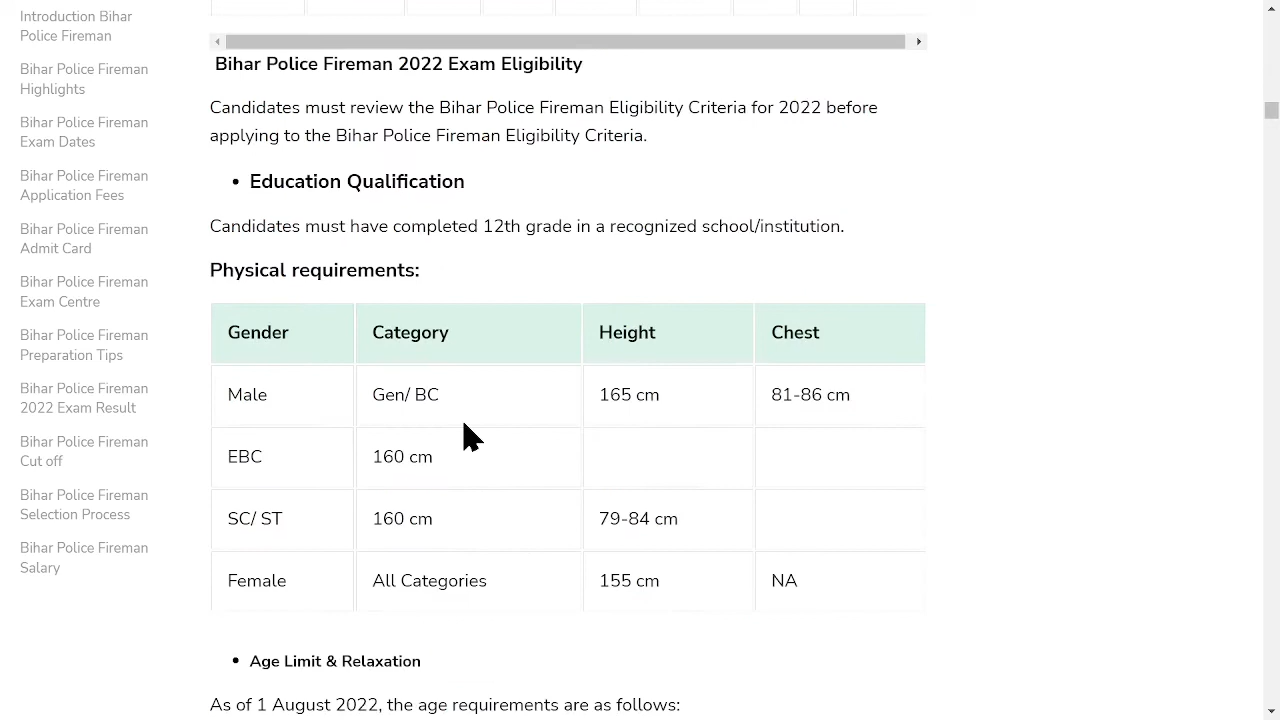 Introduction Bihar
Police Fireman
Bihar Police Fireman
Highlights
Bihar Police Fireman
Exam Dates
Bihar Police Fireman
Application Fees
Bihar Police Fireman
Admit Card
Bihar Police Fireman
Exam Centre
Bihar Police Fireman
Preparation Tips
Bihar Police Fireman
2022 Exam Result
Bihar Police Fireman
Cut off
Bihar Police Fireman
Selection Process
Bihar Police Fireman
Salary
Bihar Police Fireman 2022 Exam Eligibility
Candidates must review the Bihar Police Fireman Eligibility Criteria for 2022 before
applying to the Bihar Police Fireman Eligibility Criteria.
• Education Qualification
Candidates must have completed 12th grade in a recognized school/institution.
Physical requirements:
Gender Category Height Chest
Male Gen/ BC 165 cm 81-86 cm
EBC 160 cm
SC/ ST 160 cm 79-84 cm
Female All Categories 155 cm NA
• Age Limit & Relaxation
As of 1 August 2022, the age requirements are as follows: